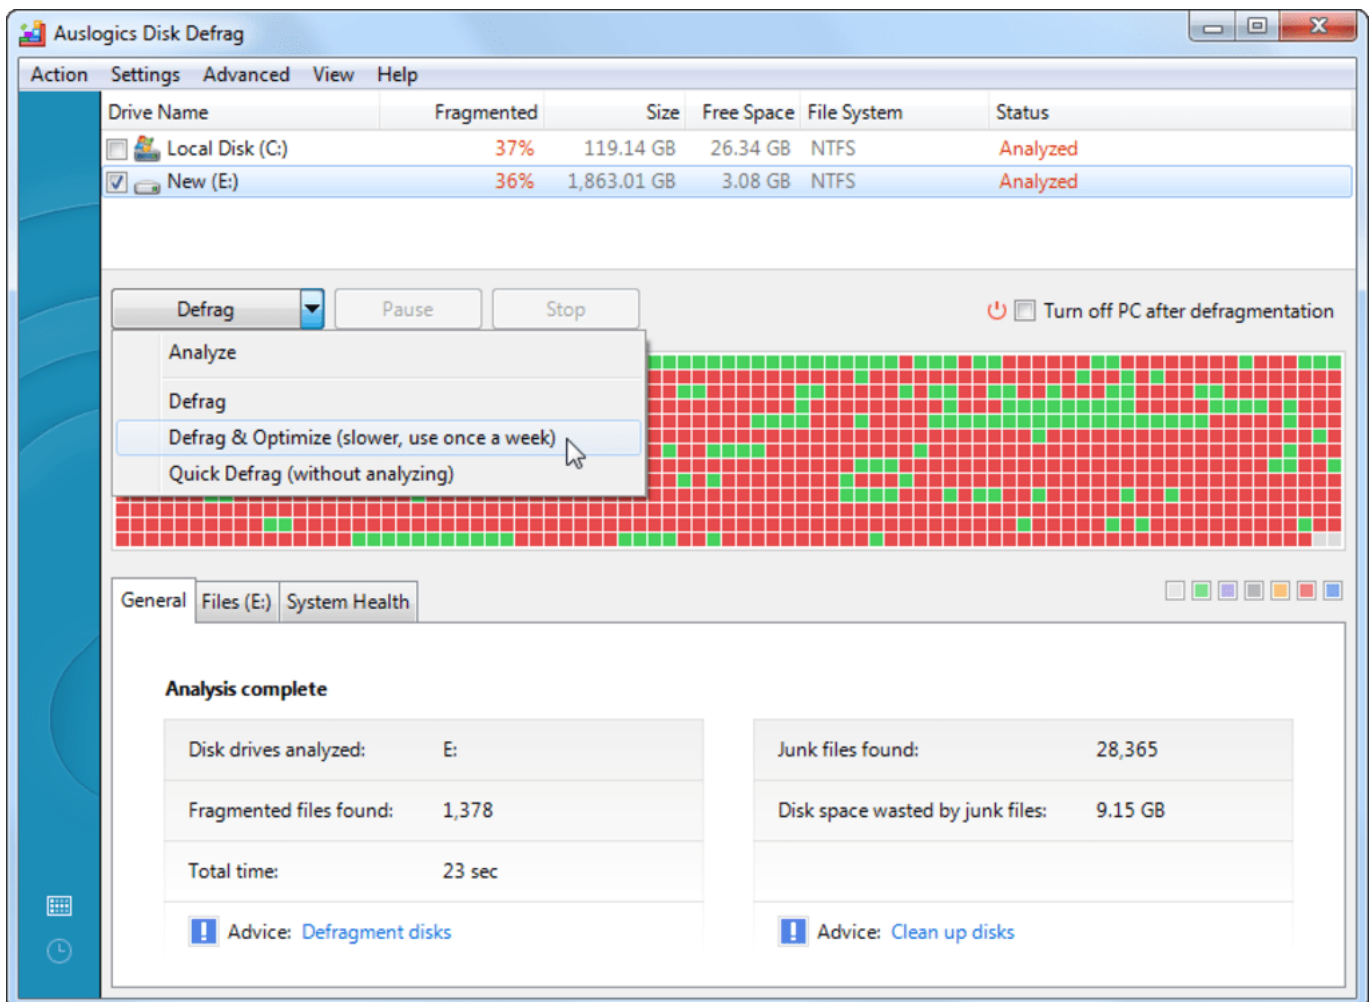 Auslogics Disk Defrag
Action Settings Advanced View Help
Drive Name Fragmented Size Free Space File System Status
Local Disk (C:) 37% 119.14 GB 26.34 GB NTFS Analyzed
New (E:) 36% 1,863.01 GB 3.08 GB NTFS Analyzed
Defrag Pause Stop Turn off PC after defragmentation
Analyze
Defrag
Defrag & Optimize (slower, use once a week)
Quick Defrag (without analyzing)
General Files (E:) System Health
Analysis complete
Disk drives analyzed: E: Junk files found: 28,365
Fragmented files found: 1,378 Disk space wasted by junk files: 9.15 GB
Total time: 23 sec
Advice: Defragment disks Advice: Clean up disks